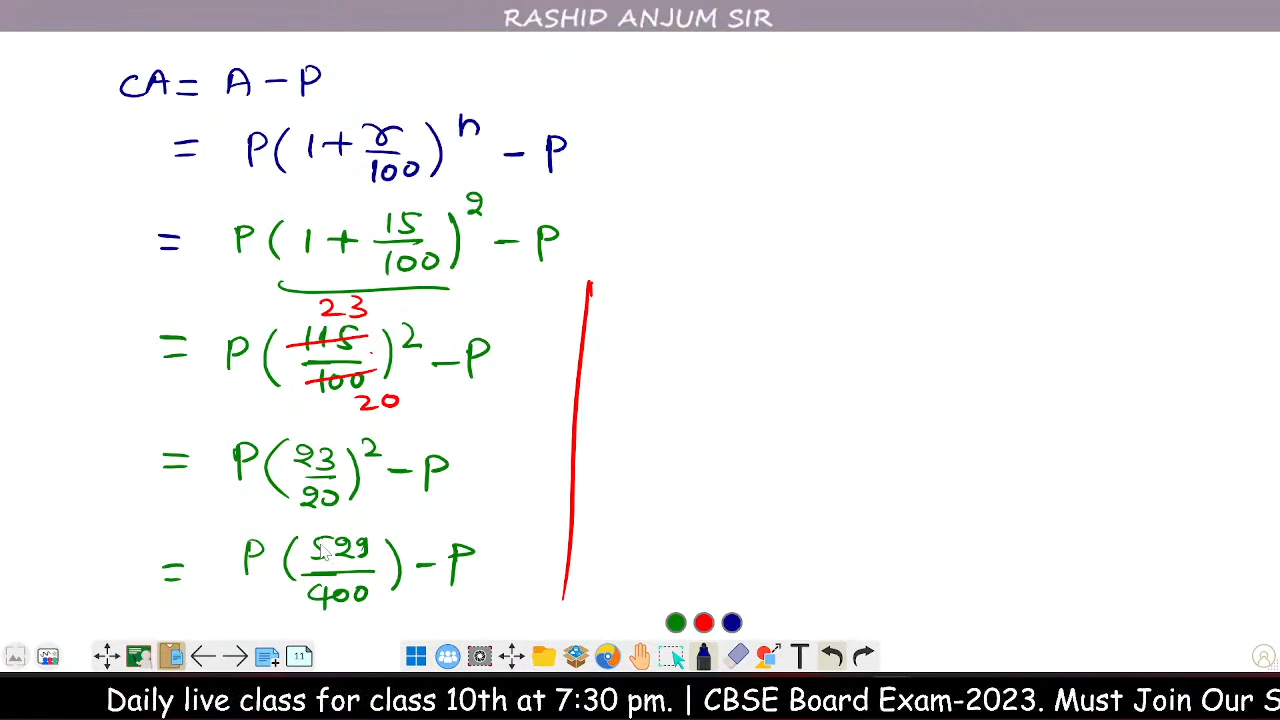 RASHID ANJUM SIR
CA = A - P
= P(1 + r/100)^n - P
= P(1 + 15/100)^2 - P
= P(115/100)^2 - P
23
20
= P(23/20)^2 - P
= P(529/400) - P
11
T
Daily live class for class 10th at 7:30 pm. | CBSE Board Exam-2023. Must Join Our S